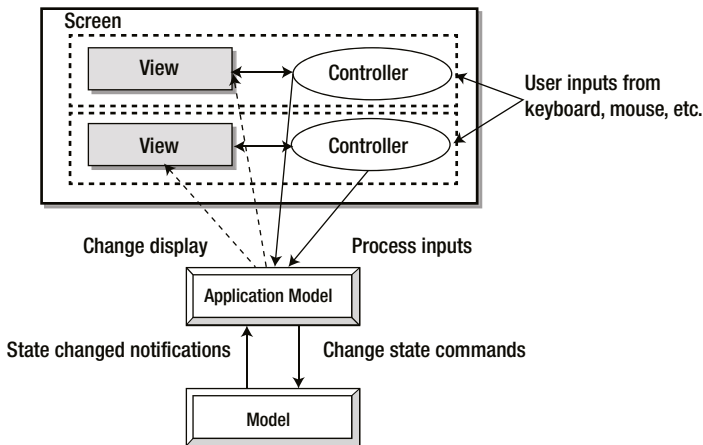 Screen
View
Controller
User inputs from
keyboard, mouse, etc.
View
Controller
Change display
Process inputs
Application Model
State changed notifications
Change state commands
Model